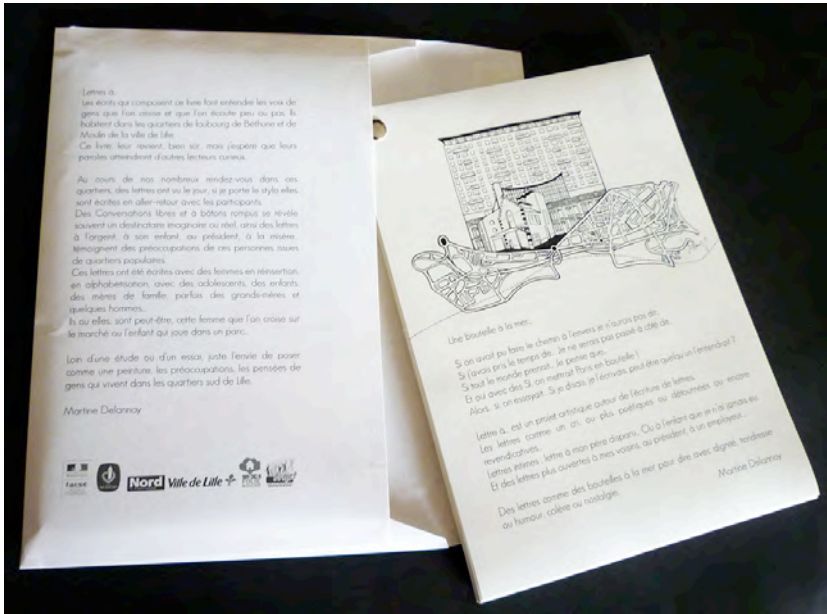 Lettres à...
Les écrits qui composent ce livre font entendre les voix de
gens que l'on croise et que l'on écoute peu ou pas. Ils
habitent dans les quartiers de faubourg de Béthune et de
Moulin de la ville de Lille.
Ce livre, leur revient, bien sûr, mais j'espère que leurs
paroles atteindront d'autres lecteurs curieux.
Au cours de nos nombreux rendez-vous dans ces
quartiers, des lettres ont vu le jour, si je porte le stylo elles
sont écrites en aller-retour avec les participants.
Des Conversations libres et à bâtons rompus se révèle
souvent un destinataire imaginaire ou réel, ainsi des lettres
à l'argent, à son enfant, au président, à la misère...
témoignent des préoccupations de ces personnes issues
de quartiers populaires.
Ces lettres ont été écrites avec des femmes en réinsertion,
en alphabétisation, avec des adolescents, des enfants,
des mères de famille, parfois des grands-mères et
quelques hommes...
Ils ou elles, sont peut-être, cette femme que l'on croise sur
le marché ou l'enfant qui joue dans un parc...
Loin d'une étude ou d'un essai, juste l'envie de poser
comme une peinture, les préoccupations, les pensées de
gens qui vivent dans les quartiers sud de Lille.
Martine Delannoy
l'acsé
Nord
Ville de Lille
Une bouteille à la mer...
Si on avait pu faire le chemin à l'envers je n'aurais pas dit,
Si j'avais pris le temps de... Je ne serais pas passé à côté de...
Si tout le monde prenait... Je pense que...
Et oui avec des SI, on mettrait Paris en bouteille !
Alors... si on essayait... Si je disais, je l'écrivais, peut être quelqu'un l'entendrait ?
Lettre à... est un projet artistique autour de l'écriture de lettres.
Les lettres comme un cri, ou plus poétiques ou détournées ou encore
revendicatives...
Lettres intimes : lettre à mon père disparu... Ou à l'enfant que je n'ai jamais eu
Et des lettres plus ouvertes à mes voisins, au président, à un employeur...
Des lettres comme des bouteilles à la mer pour dire avec dignité, tendresse
ou humour, colère ou nostalgie.
Martine Delannoy